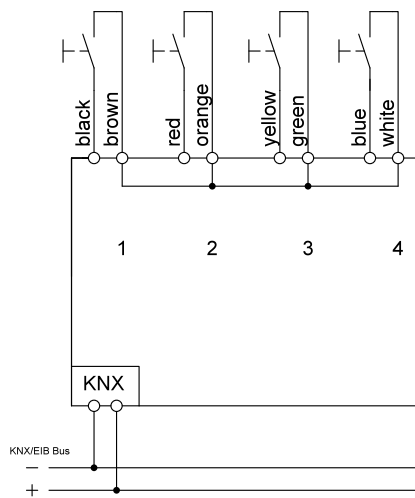 black
brown
red
orange
yellow
green
blue
white
1 2 3 4
KNX
KNX/EIB Bus
−
+